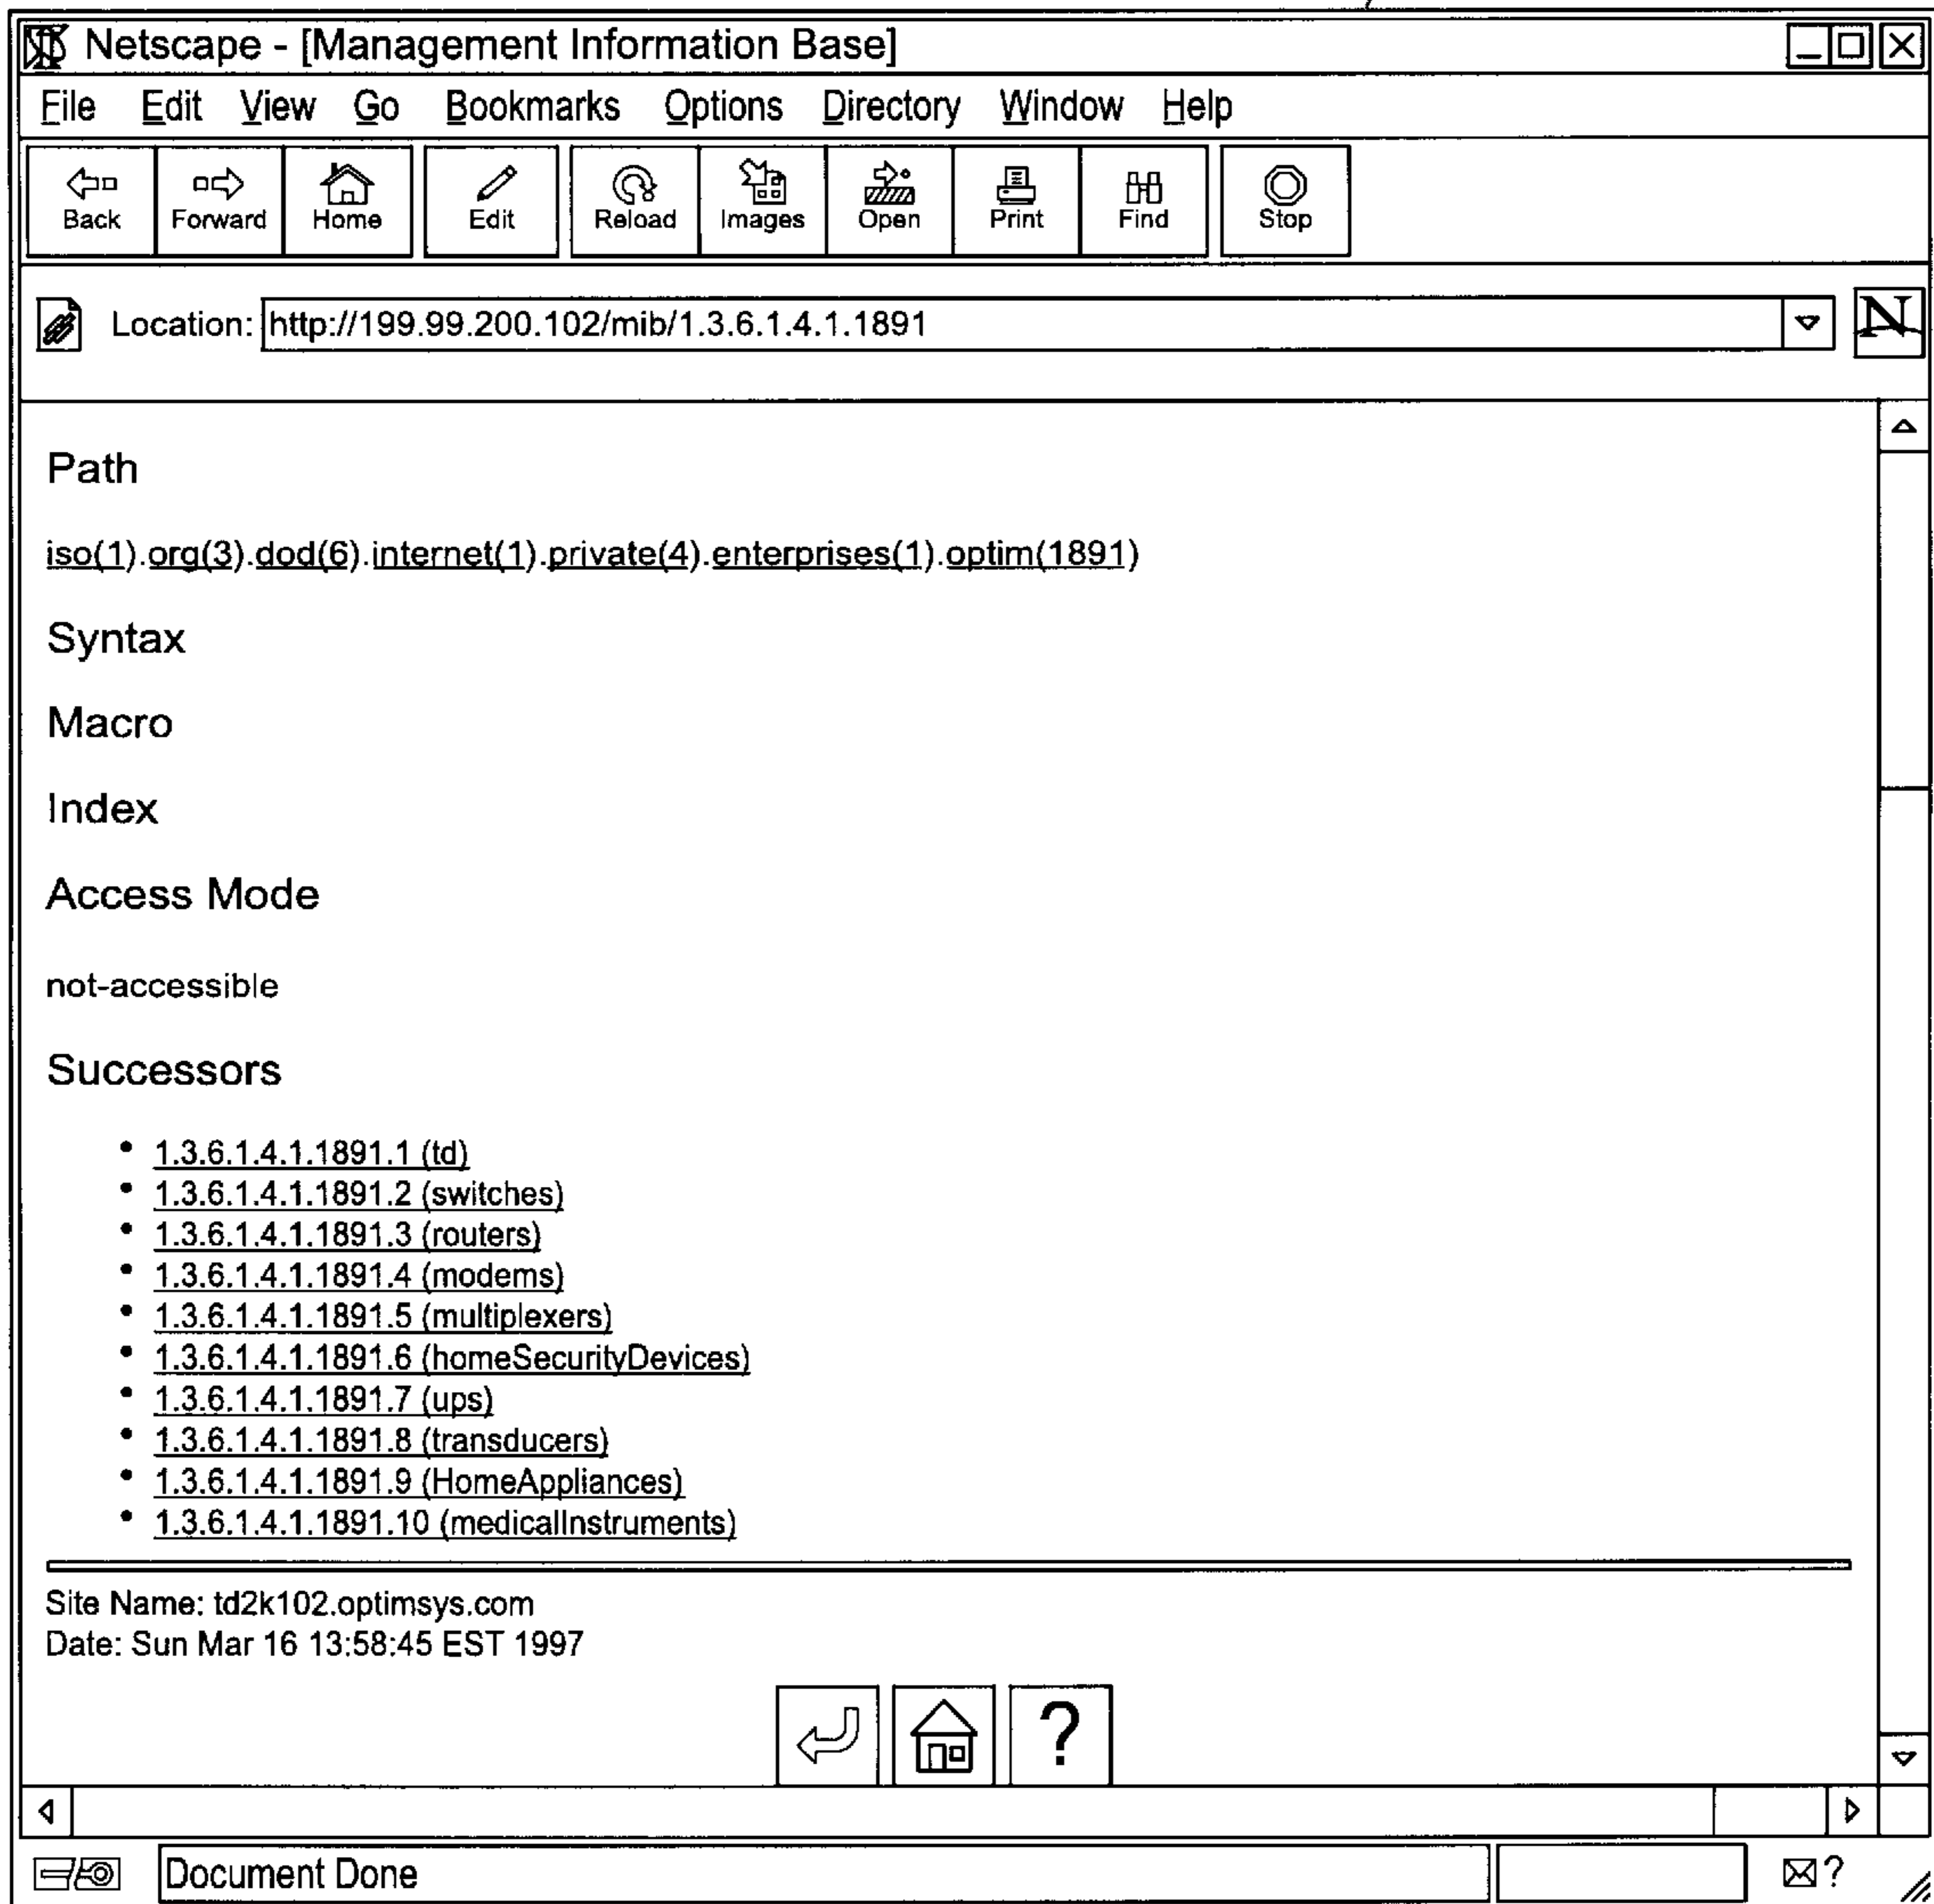 Netscape - [Management Information Base]
File Edit View Go Bookmarks Options Directory Window Help
Back Forward Home Edit Reload Images Open Print Find Stop
Location: http://199.99.200.102/mib/1.3.6.1.4.1.1891
N
Path
iso(1).org(3).dod(6).internet(1).private(4).enterprises(1).optim(1891)
Syntax
Macro
Index
Access Mode
not-accessible
Successors
• 1.3.6.1.4.1.1891.1 (td)
• 1.3.6.1.4.1.1891.2 (switches)
• 1.3.6.1.4.1.1891.3 (routers)
• 1.3.6.1.4.1.1891.4 (modems)
• 1.3.6.1.4.1.1891.5 (multiplexers)
• 1.3.6.1.4.1.1891.6 (homeSecurityDevices)
• 1.3.6.1.4.1.1891.7 (ups)
• 1.3.6.1.4.1.1891.8 (transducers)
• 1.3.6.1.4.1.1891.9 (HomeAppliances)
• 1.3.6.1.4.1.1891.10 (medicalInstruments)
Site Name: td2k102.optimsys.com
Date: Sun Mar 16 13:58:45 EST 1997
?
Document Done
?